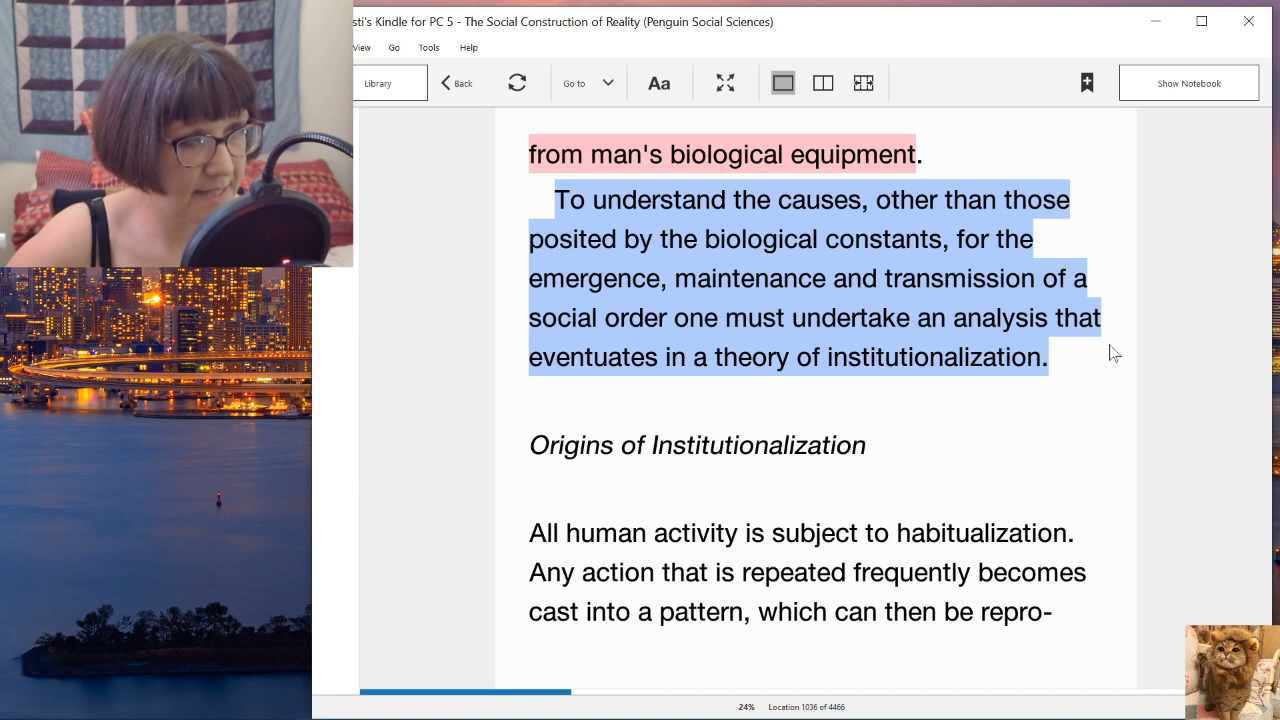 sti's Kindle for PC 5 - The Social Construction of Reality (Penguin Social Sciences)
View Go Tools Help
Library Back Go to Aa Show Notebook
from man's biological equipment.
To understand the causes, other than those
posited by the biological constants, for the
emergence, maintenance and transmission of a
social order one must undertake an analysis that
eventuates in a theory of institutionalization.
Origins of Institutionalization
All human activity is subject to habitualization.
Any action that is repeated frequently becomes
cast into a pattern, which can then be repro-
24% Location 1036 of 4466